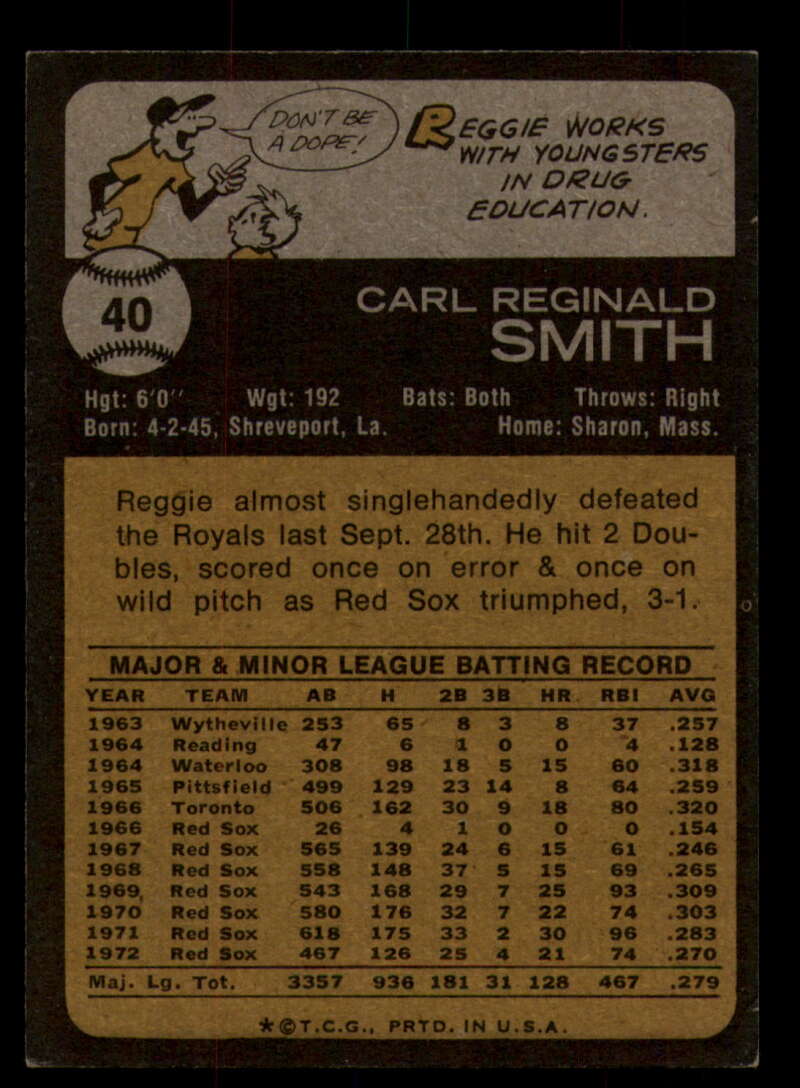 DON'T BE
A DOPE!
REGGIE WORKS
WITH YOUNGSTERS
IN DRUG
EDUCATION.
40
CARL REGINALD
SMITH
Hgt: 6'0" Wgt: 192 Bats: Both Throws: Right
Born: 4-2-45, Shreveport, La. Home: Sharon, Mass.
Reggie almost singlehandedly defeated
the Royals last Sept. 28th. He hit 2 Dou-
bles, scored once on error & once on
wild pitch as Red Sox triumphed, 3-1.
MAJOR & MINOR LEAGUE BATTING RECORD
YEAR TEAM AB H 2B 3B HR RBI AVG
1963 Wytheville 253 65 8 3 8 37 .257
1964 Reading 47 6 1 0 0 4 .128
1964 Waterloo 308 98 18 5 15 60 .318
1965 Pittsfield 499 129 23 14 8 64 .259
1966 Toronto 506 162 30 9 18 80 .320
1966 Red Sox 26 4 1 0 0 0 .154
1967 Red Sox 565 139 24 6 15 61 .246
1968 Red Sox 558 148 37 5 15 69 .265
1969 Red Sox 543 168 29 7 25 93 .309
1970 Red Sox 580 176 32 7 22 74 .303
1971 Red Sox 618 175 33 2 30 96 .283
1972 Red Sox 467 126 25 4 21 74 .270
Maj. Lg. Tot. 3357 936 181 31 128 467 .279
*©T.C.G., PRTD. IN U.S.A.